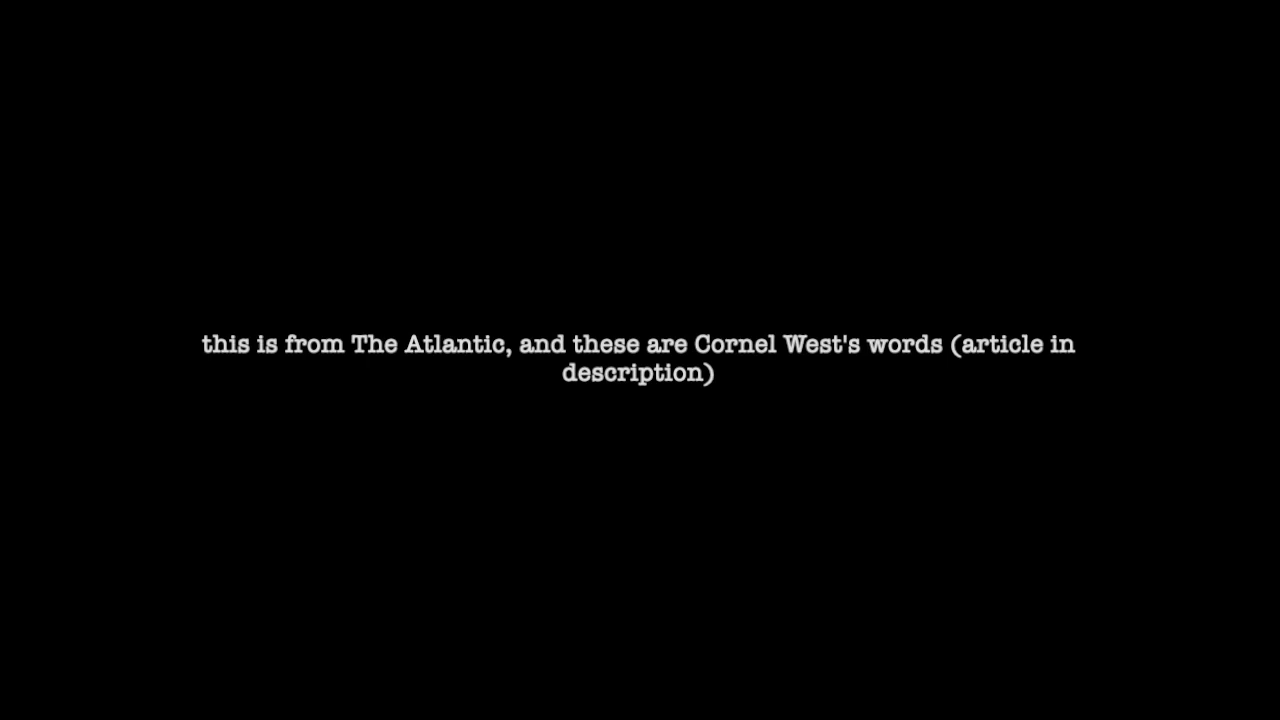 this is from The Atlantic, and these are Cornel West's words (article in
description)